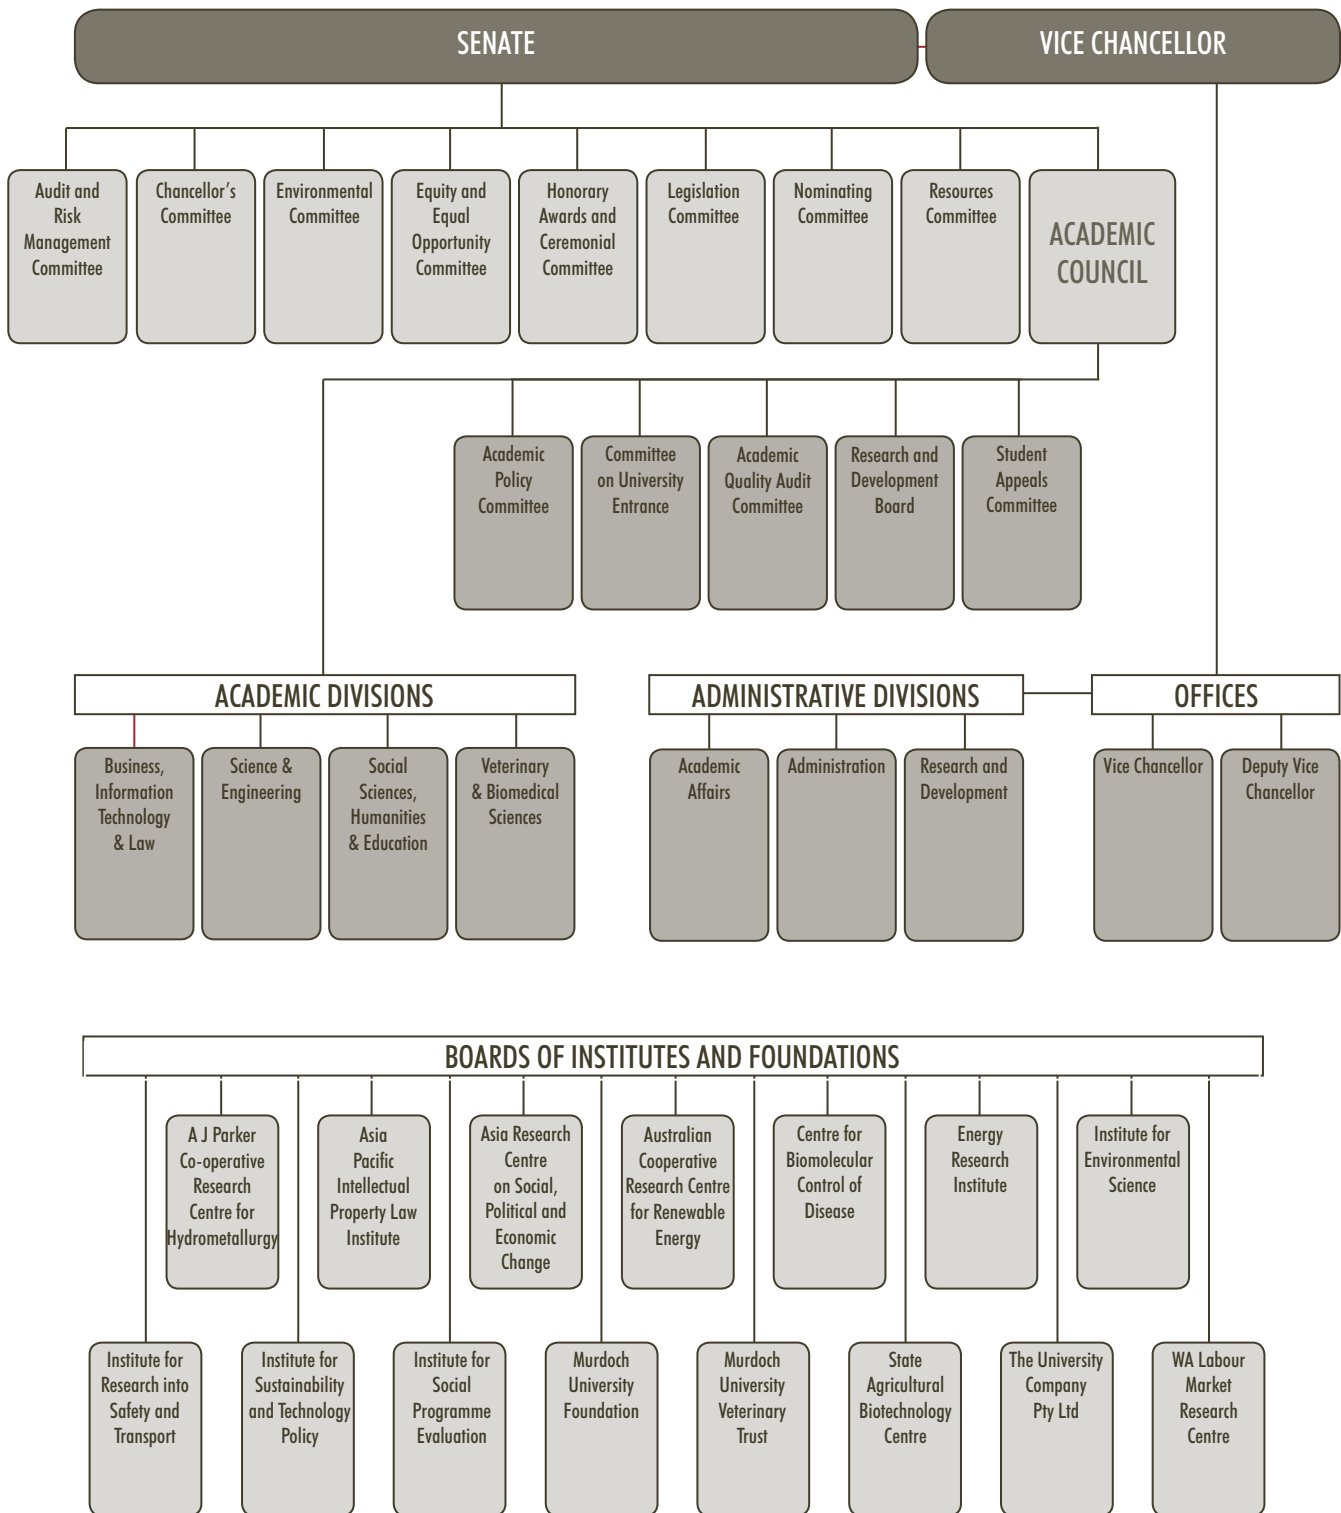 SENATE
VICE CHANCELLOR
Audit and
Risk
Management
Committee
Chancellor's
Committee
Environmental
Committee
Equity and
Equal
Opportunity
Committee
Honorary
Awards and
Ceremonial
Committee
Legislation
Committee
Nominating
Committee
Resources
Committee
ACADEMIC
COUNCIL
Academic
Policy
Committee
Committee
on University
Entrance
Academic
Quality Audit
Committee
Research and
Development
Board
Student
Appeals
Committee
ACADEMIC DIVISIONS
ADMINISTRATIVE DIVISIONS
OFFICES
Business,
Information
Technology
& Law
Science &
Engineering
Social
Sciences,
Humanities
& Education
Veterinary
& Biomedical
Sciences
Academic
Affairs
Administration
Research and
Development
Vice Chancellor
Deputy Vice
Chancellor
BOARDS OF INSTITUTES AND FOUNDATIONS
A J Parker
Co-operative
Research
Centre for
Hydrometallurgy
Asia
Pacific
Intellectual
Property Law
Institute
Asia Research
Centre
on Social,
Political and
Economic
Change
Australian
Cooperative
Research Centre
for Renewable
Energy
Centre for
Biomolecular
Control of
Disease
Energy
Research
Institute
Institute for
Environmental
Science
Institute for
Research into
Safety and
Transport
Institute for
Sustainability
and Technology
Policy
Institute for
Social
Programme
Evaluation
Murdoch
University
Foundation
Murdoch
University
Veterinary
Trust
State
Agricultural
Biotechnology
Centre
The University
Company
Pty Ltd
WA Labour
Market
Research
Centre